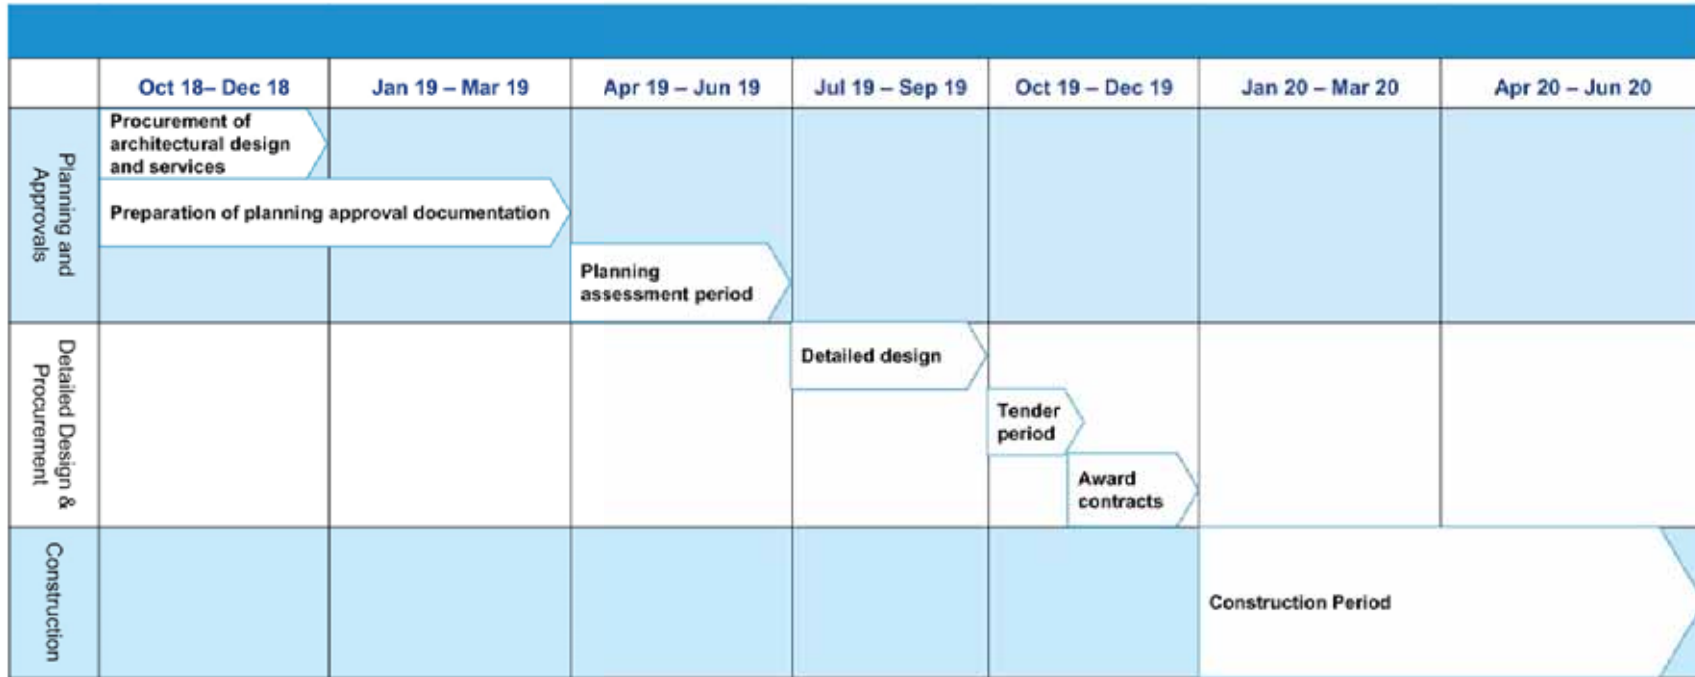 Oct 18– Dec 18
Jan 19 – Mar 19
Apr 19 – Jun 19
Jul 19 – Sep 19
Oct 19 – Dec 19
Jan 20 – Mar 20
Apr 20 – Jun 20
Planning and
Approvals
Procurement of
architectural design
and services
Preparation of planning approval documentation
Planning
assessment period
Detailed Design &
Procurement
Detailed design
Tender
period
Award
contracts
Construction
Construction Period